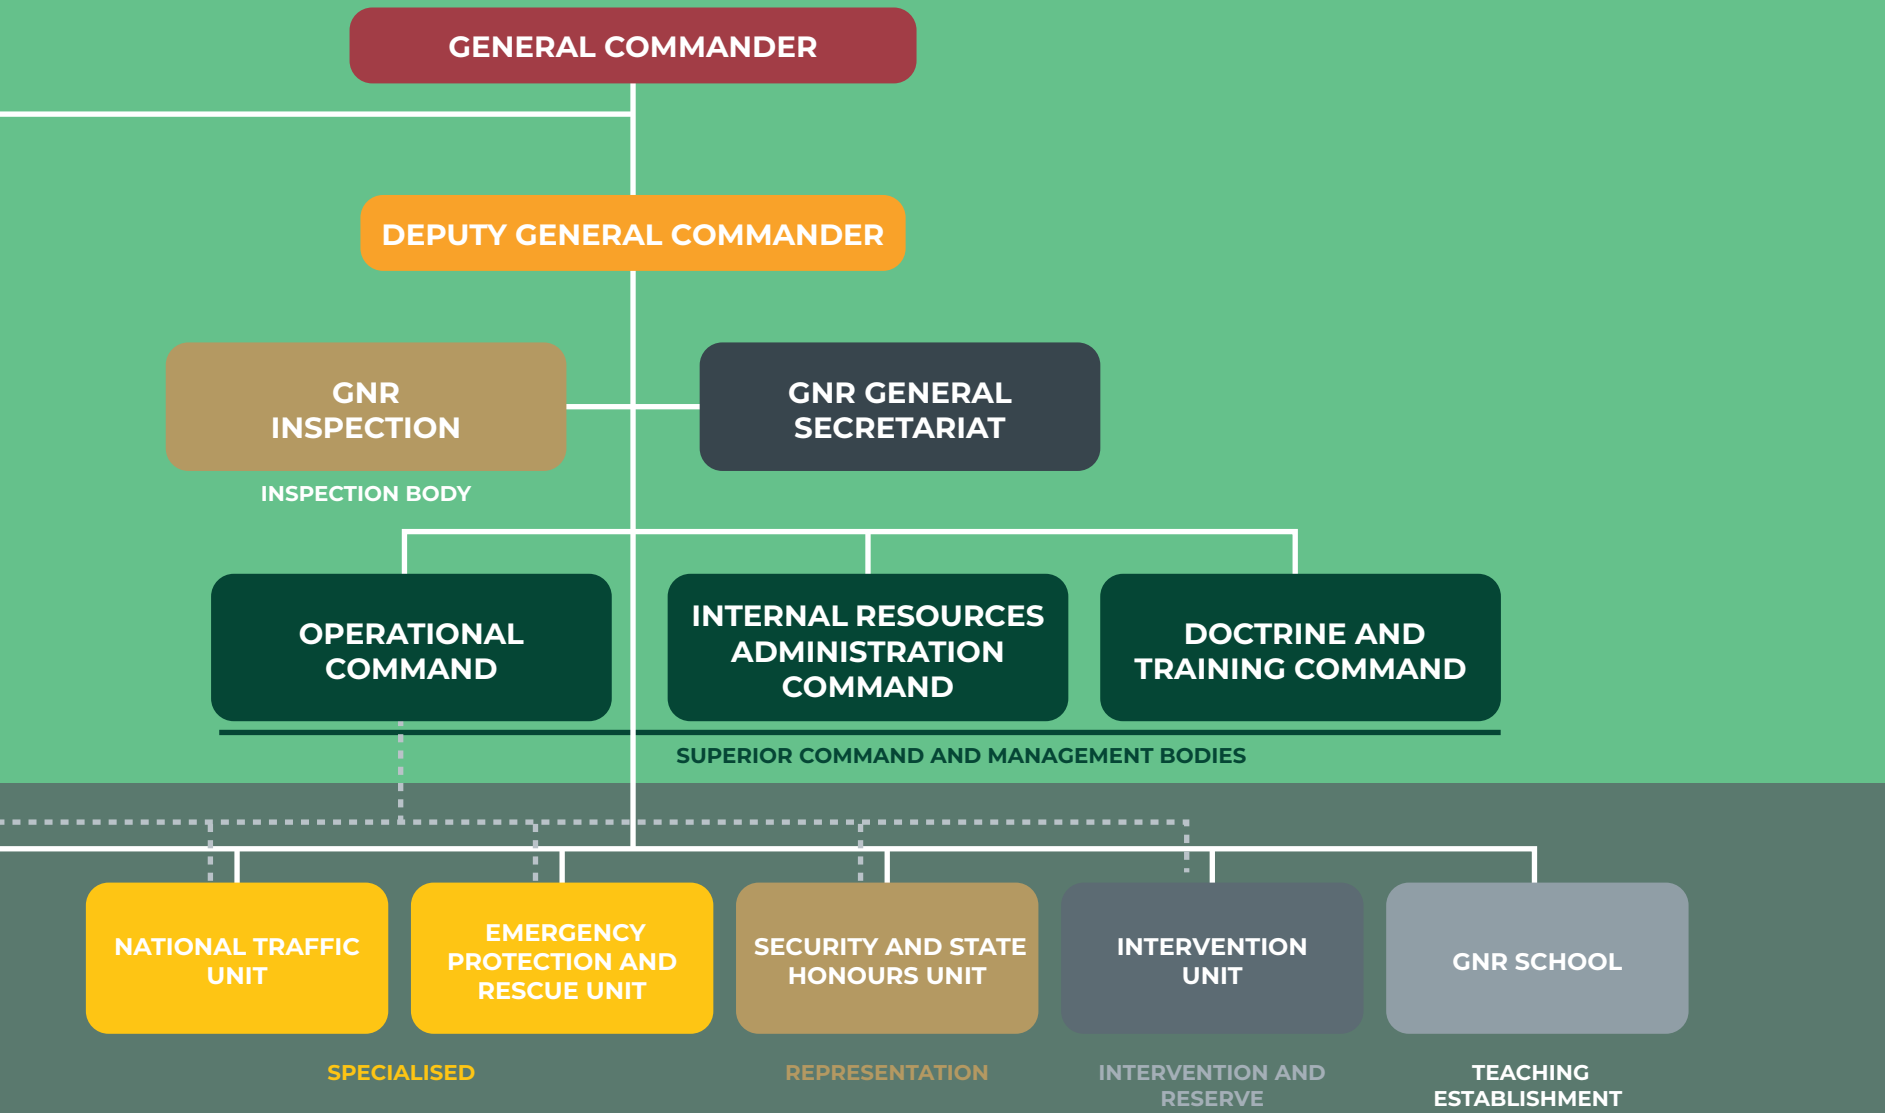 GENERAL COMMANDER
DEPUTY GENERAL COMMANDER
GNR
INSPECTION
GNR GENERAL
SECRETARIAT
INSPECTION BODY
OPERATIONAL
COMMAND
INTERNAL RESOURCES
ADMINISTRATION
COMMAND
DOCTRINE AND
TRAINING COMMAND
SUPERIOR COMMAND AND MANAGEMENT BODIES
NATIONAL TRAFFIC
UNIT
EMERGENCY
PROTECTION AND
RESCUE UNIT
SECURITY AND STATE
HONOURS UNIT
INTERVENTION
UNIT
GNR SCHOOL
SPECIALISED
REPRESENTATION
INTERVENTION AND
RESERVE
TEACHING
ESTABLISHMENT